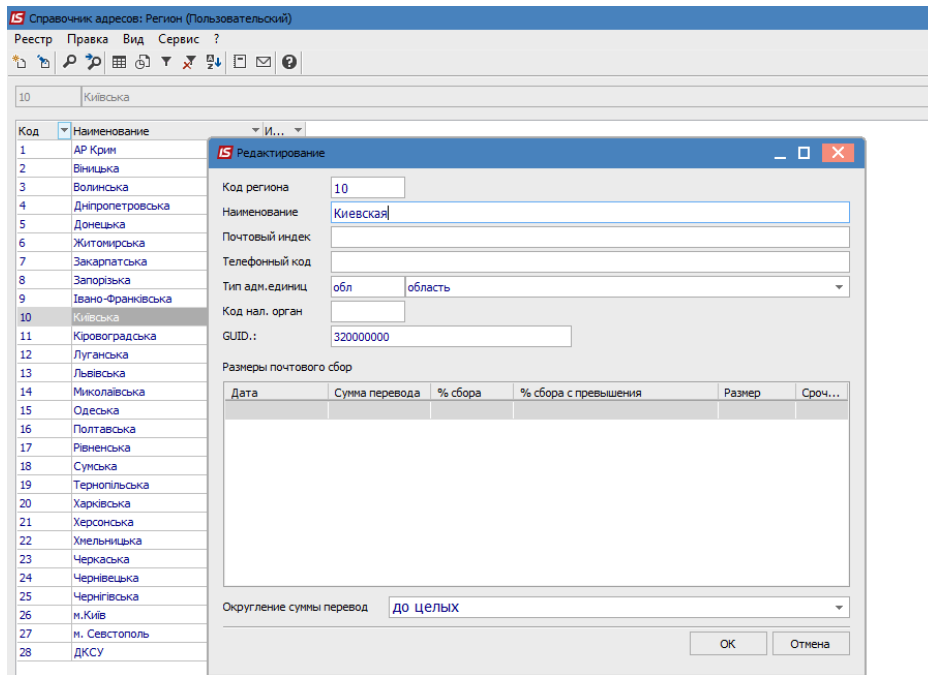 Справочник адресов: Регион (Пользовательский)
Реестр Правка Вид Сервис ?
10 Київська
Код Наименование И...
1 АР Крим
2 Віницька
3 Волинська
4 Дніпропетровська
5 Донецька
6 Житомирська
7 Закарпатська
8 Запорізька
9 Івано-Франківська
10 Київська
11 Кіровоградська
12 Луганська
13 Львівська
14 Миколаївська
15 Одеська
16 Полтавська
17 Рівненська
18 Сумська
19 Тернопільська
20 Харківська
21 Херсонська
22 Хмельницька
23 Черкаська
24 Чернівецька
25 Чернігівська
26 м.Київ
27 м. Севстополь
28 ДКСУ
Редактирование
Код региона 10
Наименование Киевская
Почтовый индек
Телефонный код
Тип адм.единиц обл область
Код нал. орган
GUID.: 320000000
Размеры почтового сбор
Дата Сумма перевода % сбора % сбора с превышения Размер Сроч...
Округление суммы перевод до целых
ОК Отмена